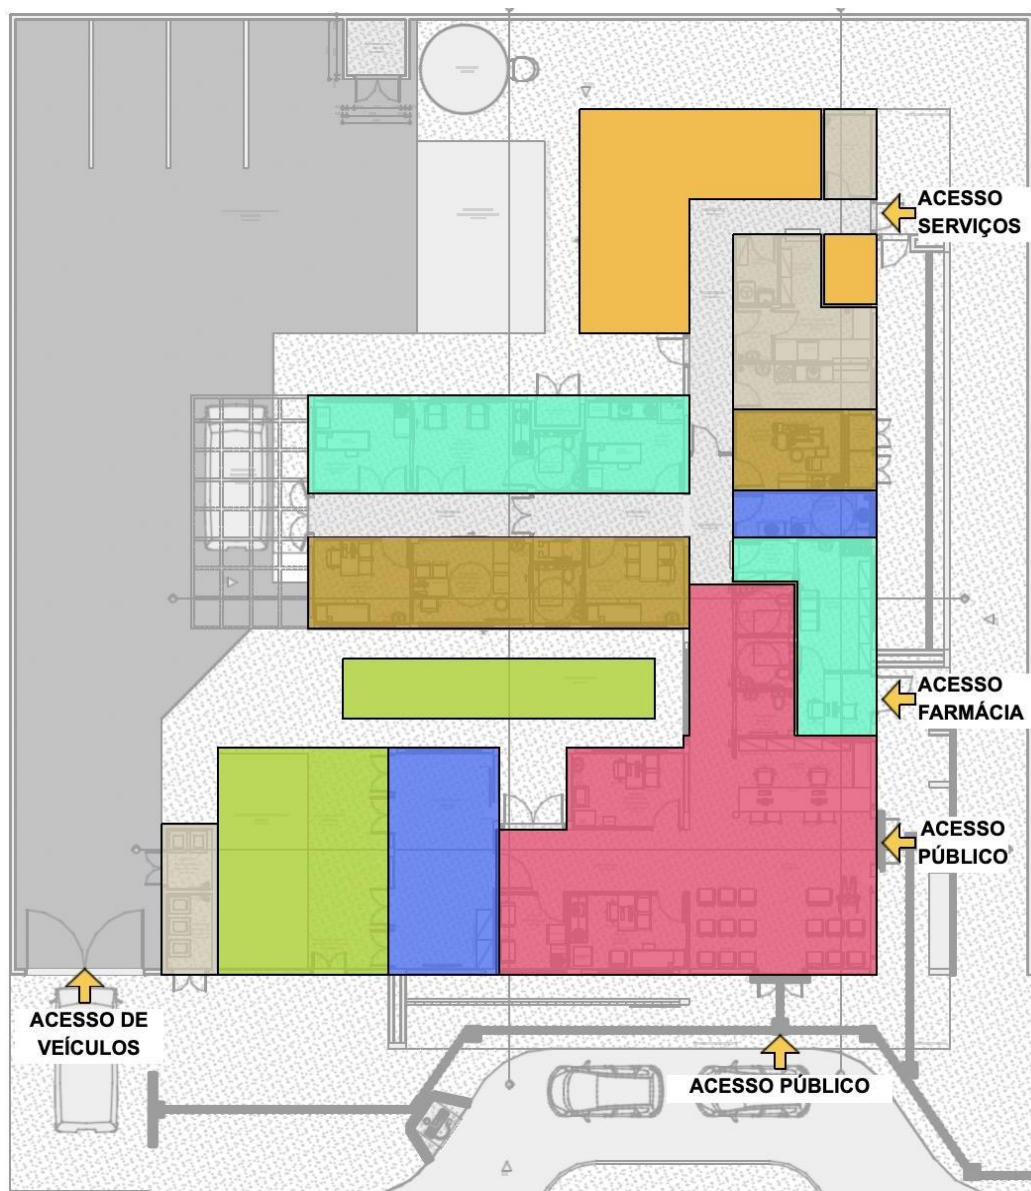 ACESSO
SERVIÇOS
ACESSO
FARMÁCIA
ACESSO
PÚBLICO
ACESSO DE
VEÍCULOS
ACESSO PÚBLICO